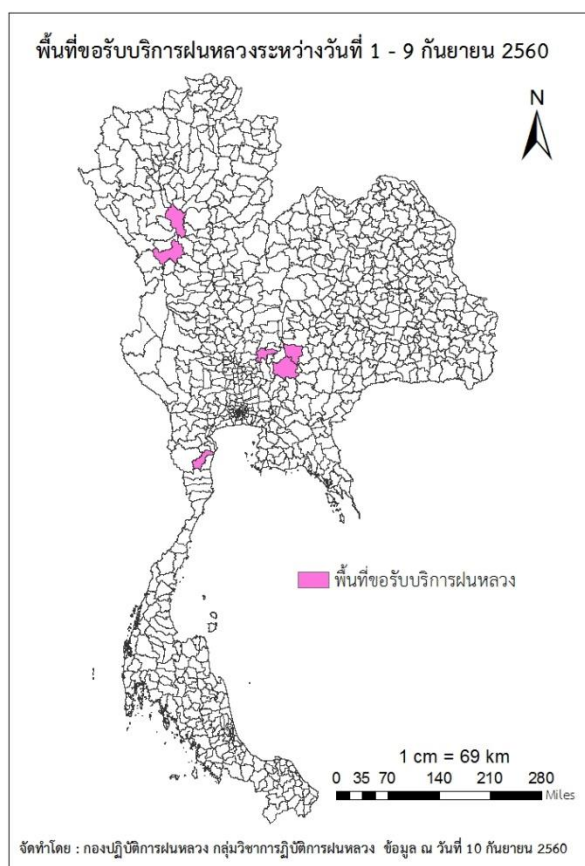 พื้นที่ขอรับบริการฝนหลวงระหว่างวันที่ 1 - 9 กันยายน 2560
N
พื้นที่ขอรับบริการฝนหลวง
1 cm = 69 km
0 35 70 140 210 280
Miles
จัดทำโดย : กองปฏิบัติการฝนหลวง กลุ่มวิชาการฏิบัติการฝนหลวง ข้อมูล ณ วันที่ 10 กันยายน 2560